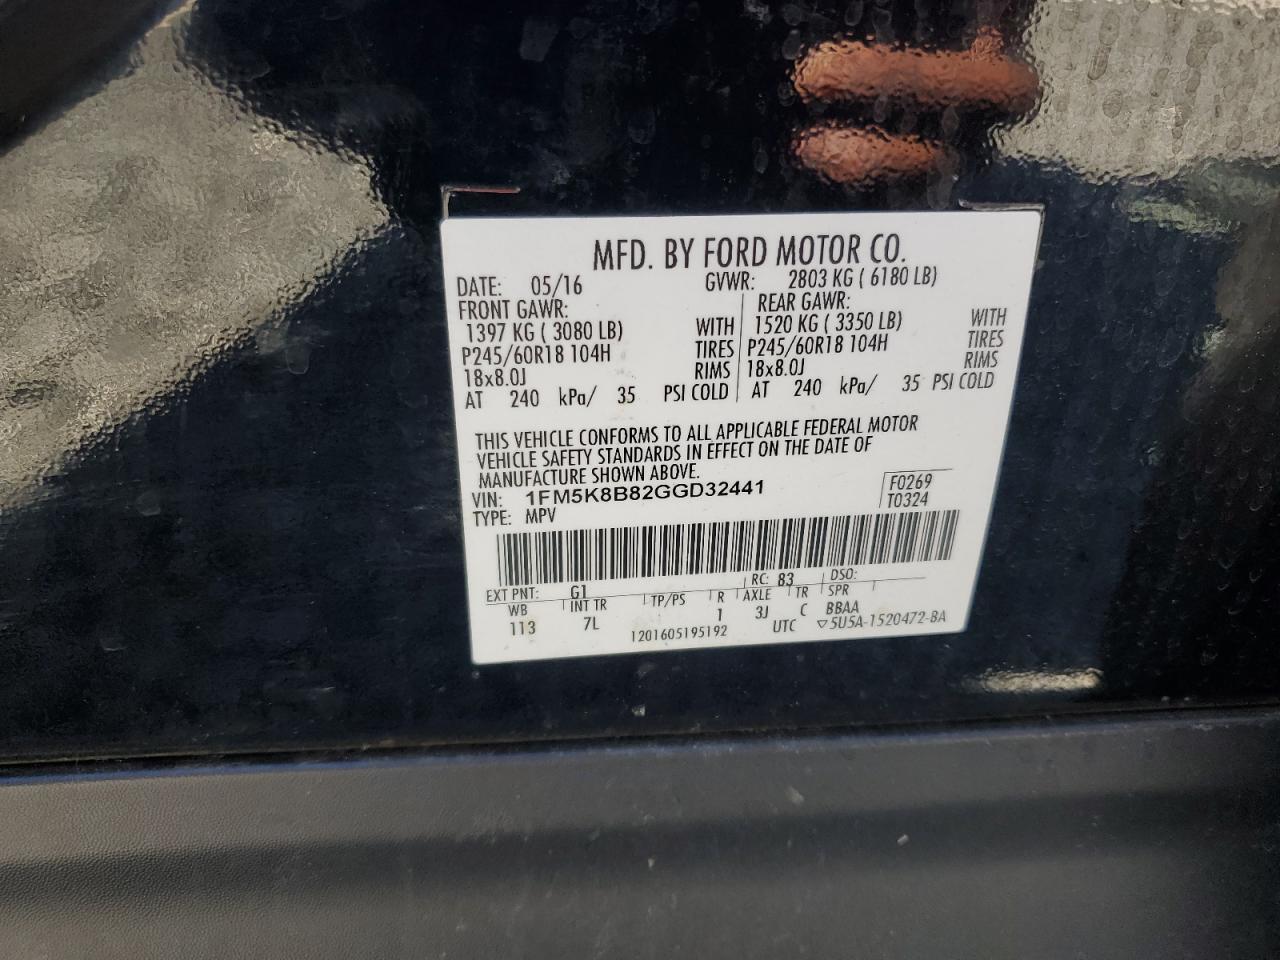 MFD. BY FORD MOTOR CO.
DATE: 05/16 GVWR: 2803 KG ( 6180 LB)
FRONT GAWR: REAR GAWR:
1397 KG ( 3080 LB) WITH 1520 KG ( 3350 LB) WITH
P245/60R18 104H TIRES P245/60R18 104H TIRES
18x8.0J RIMS 18x8.0J RIMS
AT 240 kPa/ 35 PSI COLD AT 240 kPa/ 35 PSI COLD
THIS VEHICLE CONFORMS TO ALL APPLICABLE FEDERAL MOTOR
VEHICLE SAFETY STANDARDS IN EFFECT ON THE DATE OF
MANUFACTURE SHOWN ABOVE.
VIN: 1FM5K8B82GGD32441 F0269
TYPE: MPV T0324
EXT PNT: G1 RC: 83 DSO:
WB INT TR TP/PS R AXLE TR SPR
113 7L 1 3J C BBAA
1201605195192 UTC ▽5U5A-1520472-BA